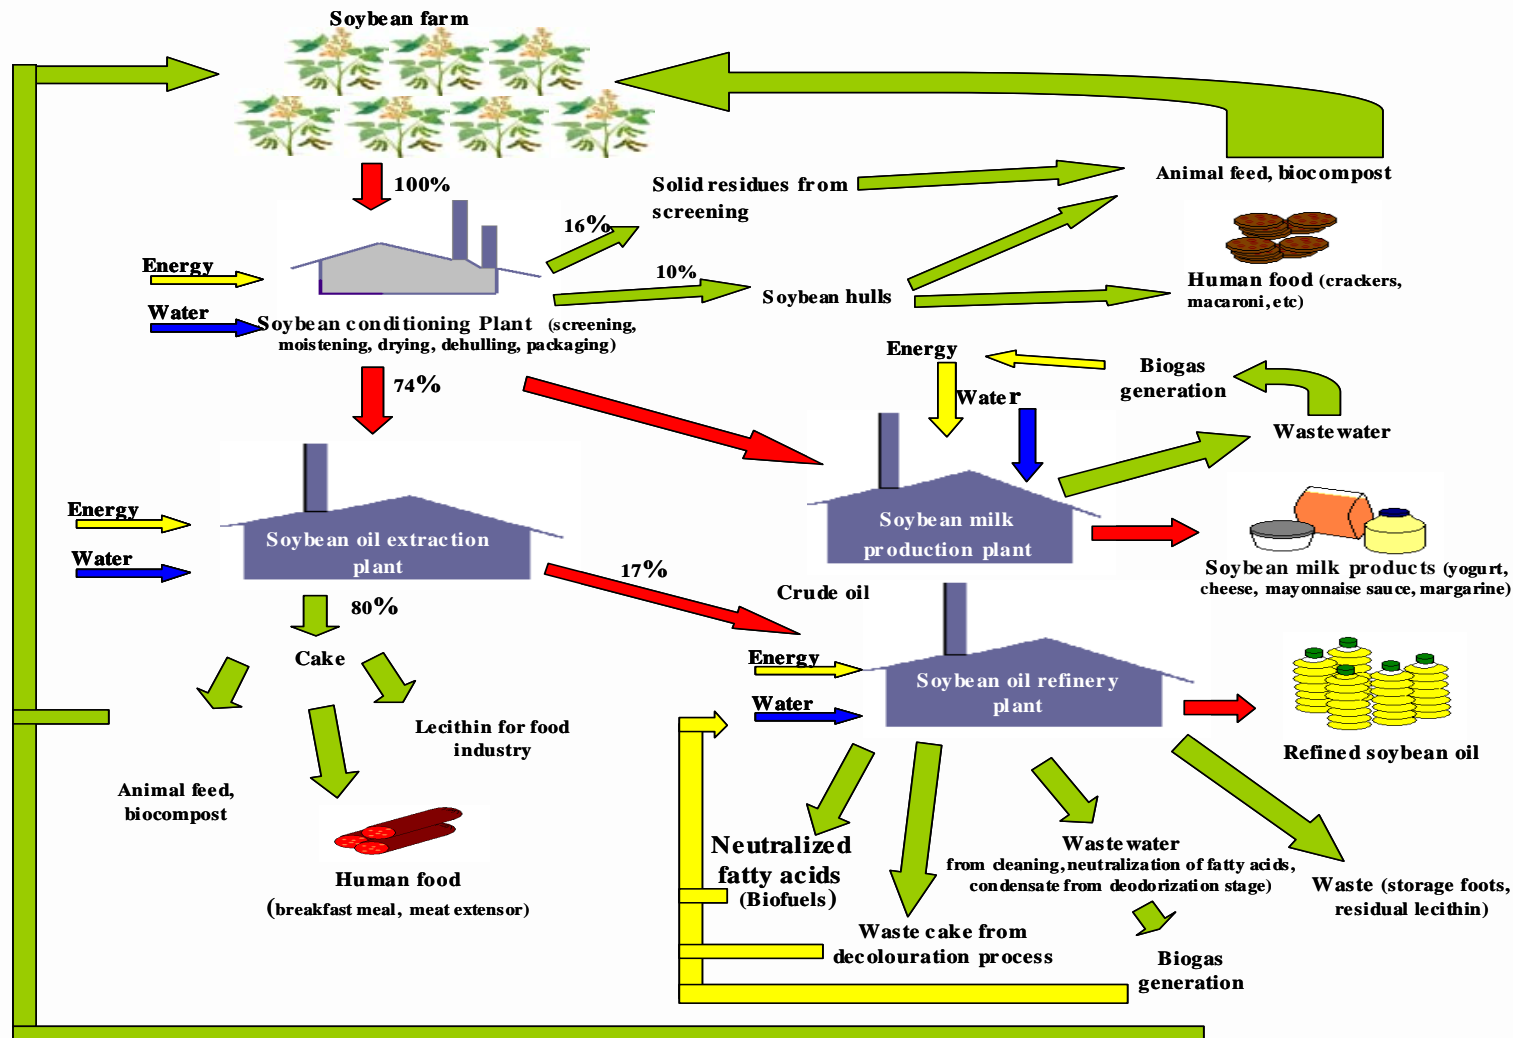 Soybean farm
100%
Solid residues from
screening
Animal feed, biocompost
16%
Energy
10%
Soybean hulls
Human food (crackers,
macaroni, etc)
Water
Soybean conditioning Plant (screening,
moistening, drying, dehulling, packaging)
74%
Energy
Biogas
generation
Water
Wastewater
Energy
Water
Soybean oil extraction
plant
Soybean milk
production plant
Soybean milk products (yogurt,
cheese, mayonnaise sauce, margarine)
17%
Crude oil
80%
Cake
Energy
Water
Soybean oil refinery
plant
Refined soybean oil
Lecithin for food
industry
Animal feed,
biocompost
Human food
(breakfast meal, meat extensor)
Neutralized
fatty acids
(Biofuels)
Wastewater
from cleaning, neutralization of fatty acids,
condensate from deodorization stage)
Waste (storage foots,
residual lecithin)
Waste cake from
decolouration process
Biogas
generation